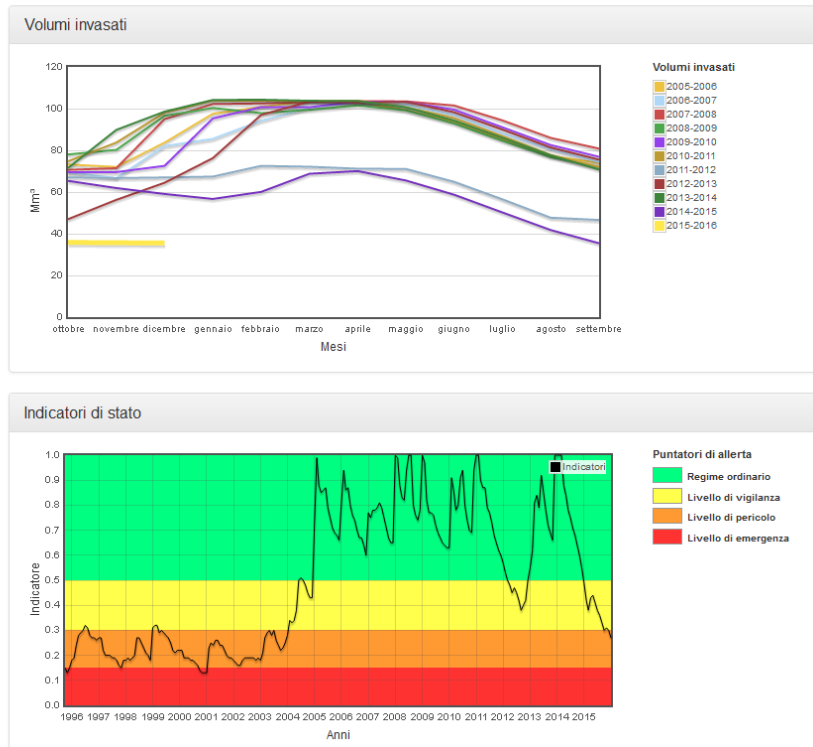 Volumi invasati
Mm³
120
100
80
60
40
20
0
ottobre novembre dicembre gennaio febbraio marzo aprile maggio giugno luglio agosto settembre
Mesi
Volumi invasati
2005-2006
2006-2007
2007-2008
2008-2009
2009-2010
2010-2011
2011-2012
2012-2013
2013-2014
2014-2015
2015-2016
Indicatori di stato
Indicatore
1.0
0.9
0.8
0.7
0.6
0.5
0.4
0.3
0.2
0.1
0.0
Indicatori
1996 1997 1998 1999 2000 2001 2002 2003 2004 2005 2006 2007 2008 2009 2010 2011 2012 2013 2014 2015
Anni
Puntatori di allerta
Regime ordinario
Livello di vigilanza
Livello di pericolo
Livello di emergenza